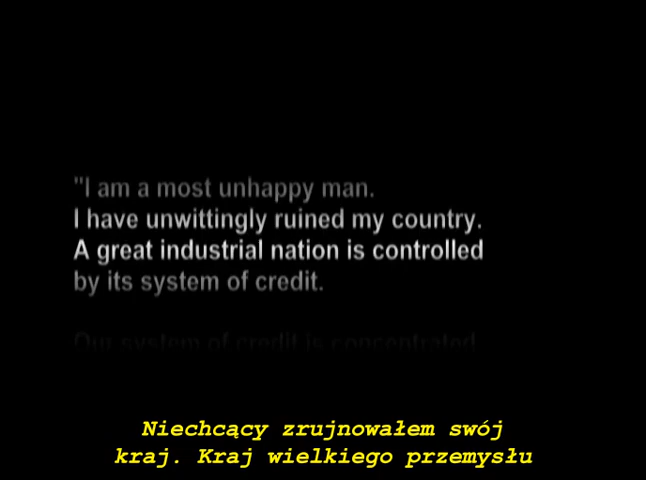 "I am a most unhappy man.
I have unwittingly ruined my country.
A great industrial nation is controlled
by its system of credit.
Our system of credit is concentrated
Niechcący zrujnowałem swój
kraj. Kraj wielkiego przemysłu